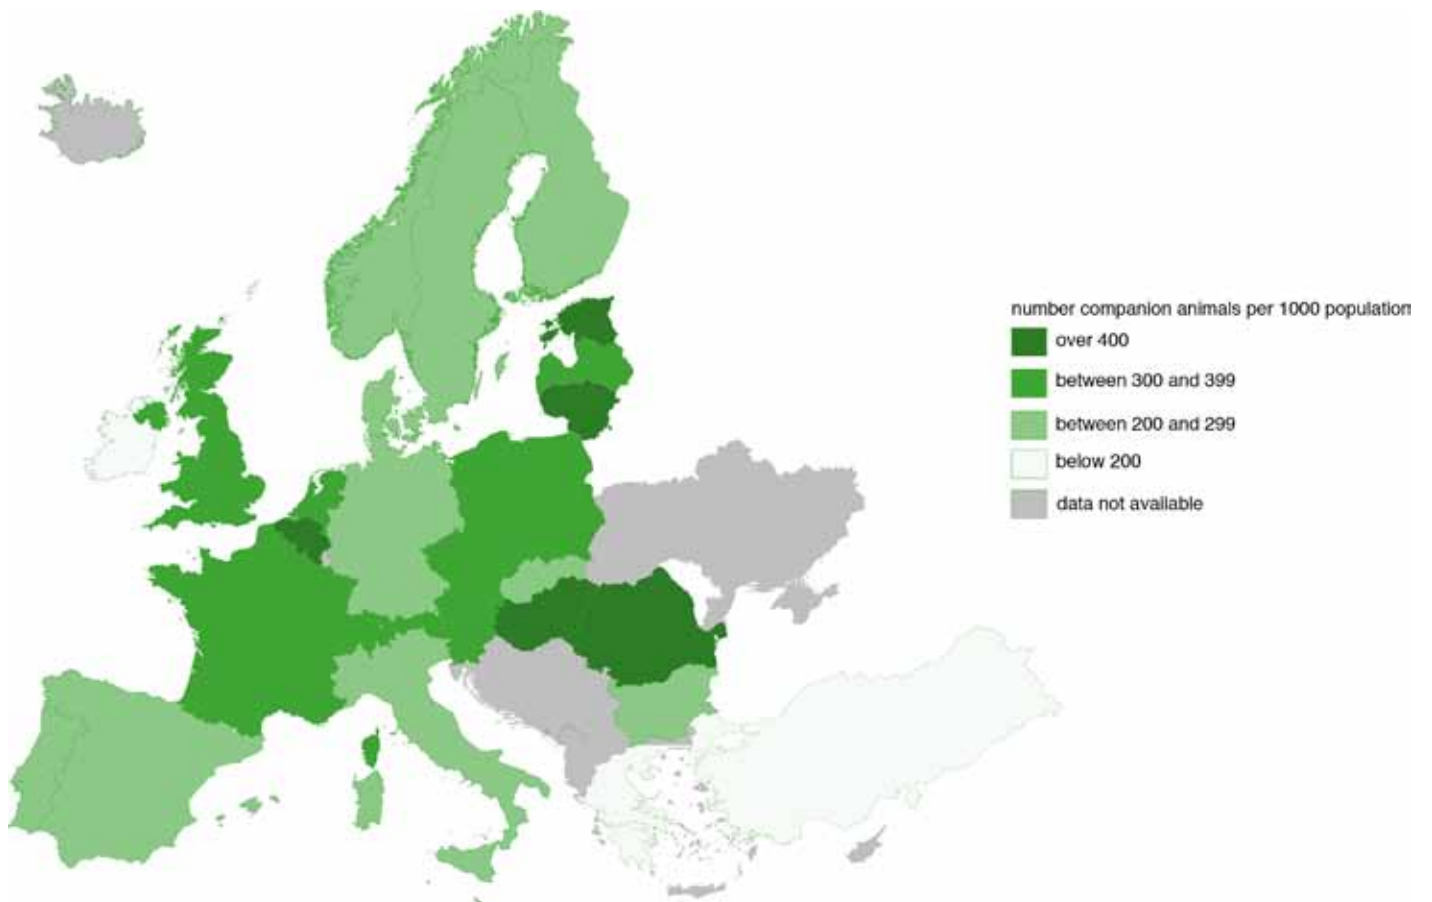 number companion animals per 1000 population
over 400
between 300 and 399
between 200 and 299
below 200
data not available